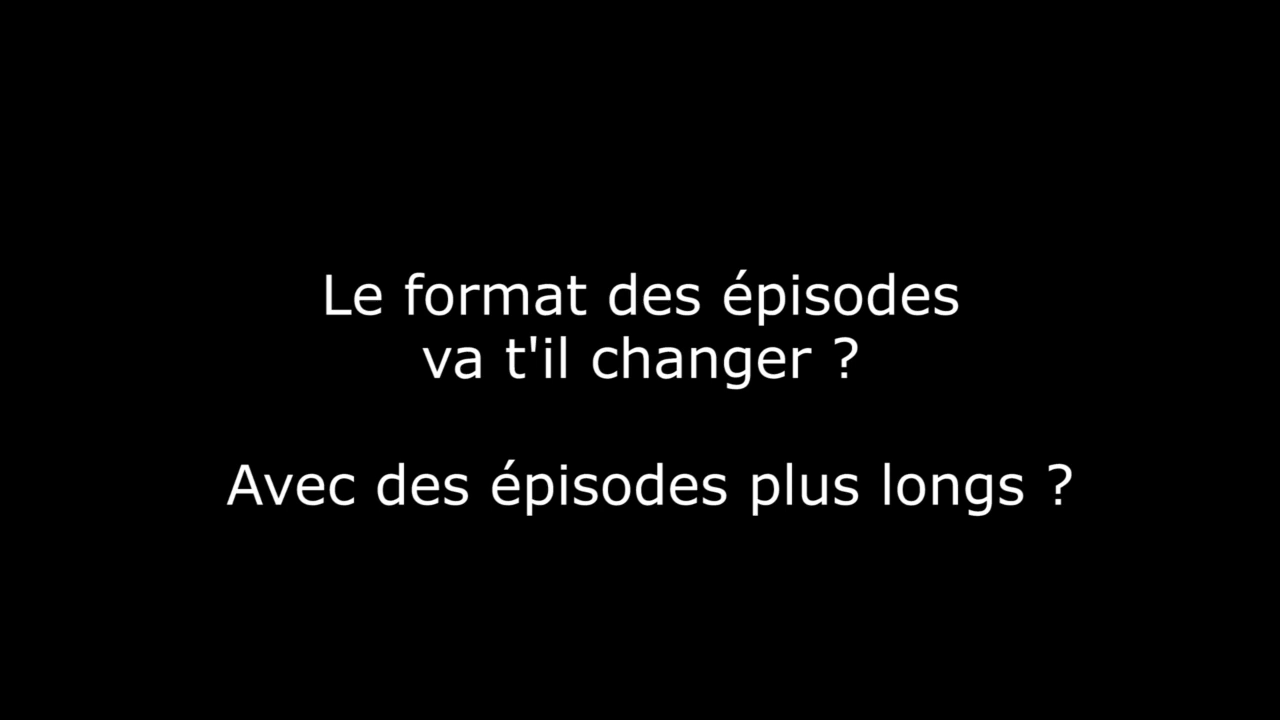 Le format des épisodes
va t'il changer ?
Avec des épisodes plus longs ?